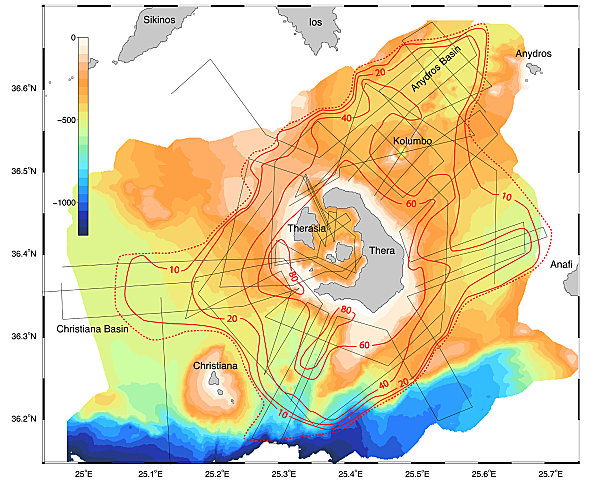 Sikinos
Ios
0
−500
−1000
Anydros
Anydros Basin
20
40
Kolumbo
60
10
Therasia
Thera
Anafi
10
80
20
80
60
Christiana Basin
Christiana
40
20
10
36.6°N
36.5°N
36.4°N
36.3°N
36.2°N
25°E
25.1°E
25.2°E
25.3°E
25.4°E
25.5°E
25.6°E
25.7°E